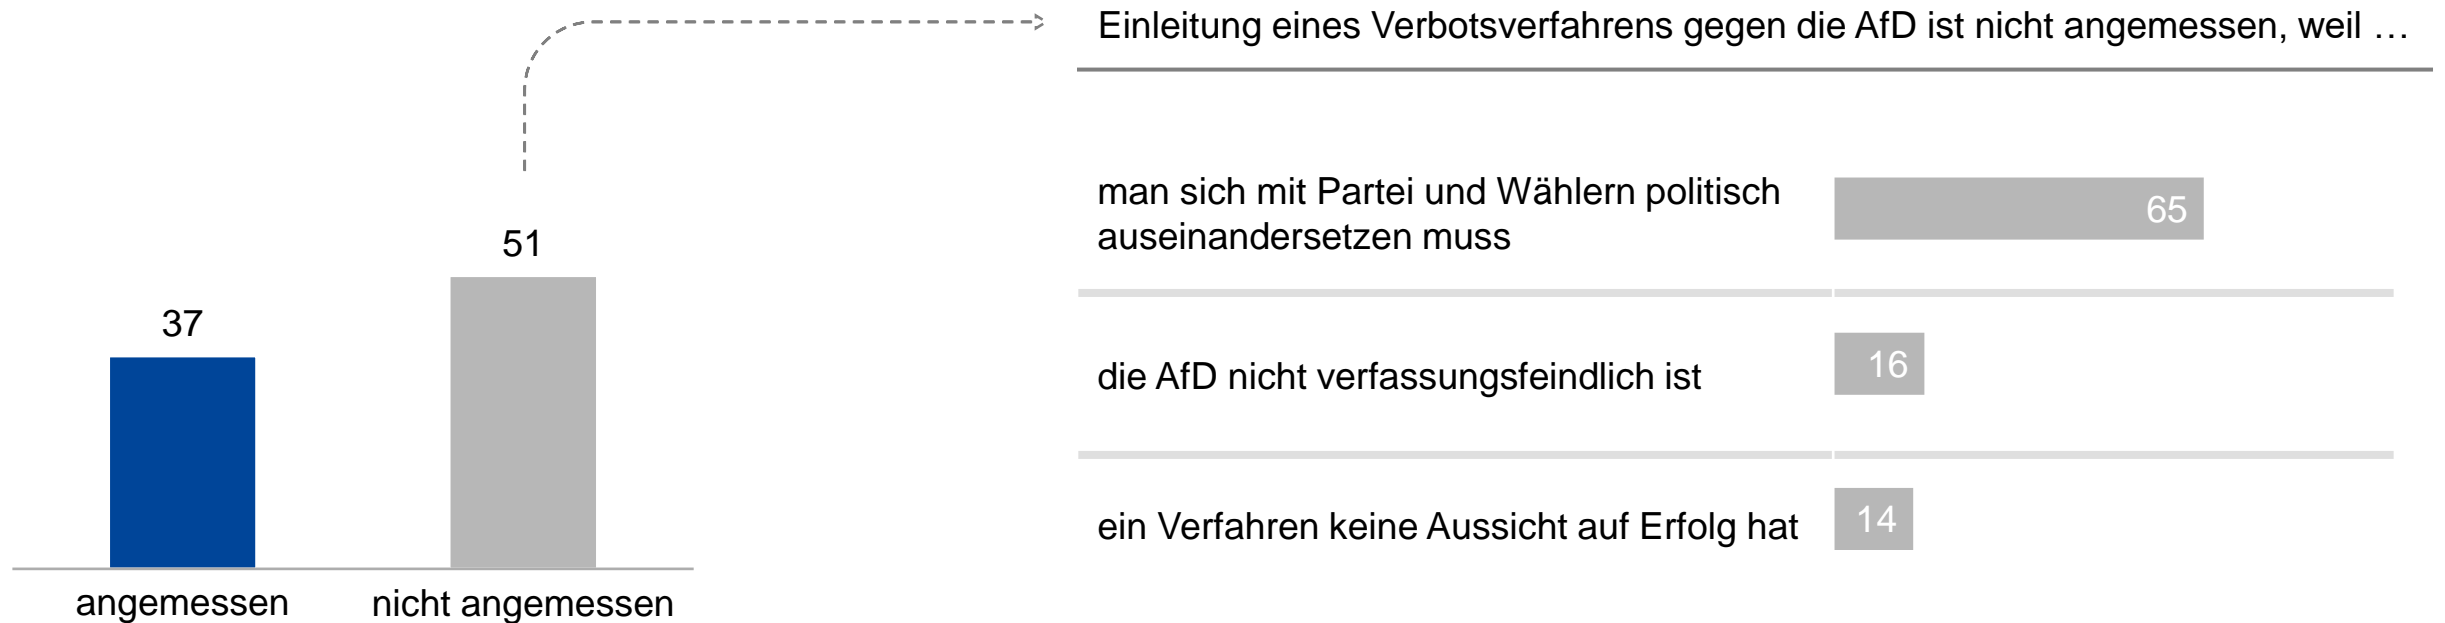 Einleitung eines Verbotsverfahrens gegen die AfD ist nicht angemessen, weil …
man sich mit Partei und Wählern politisch
auseinandersetzen muss
65
51
37
die AfD nicht verfassungsfeindlich ist
16
ein Verfahren keine Aussicht auf Erfolg hat
14
angemessen
nicht angemessen